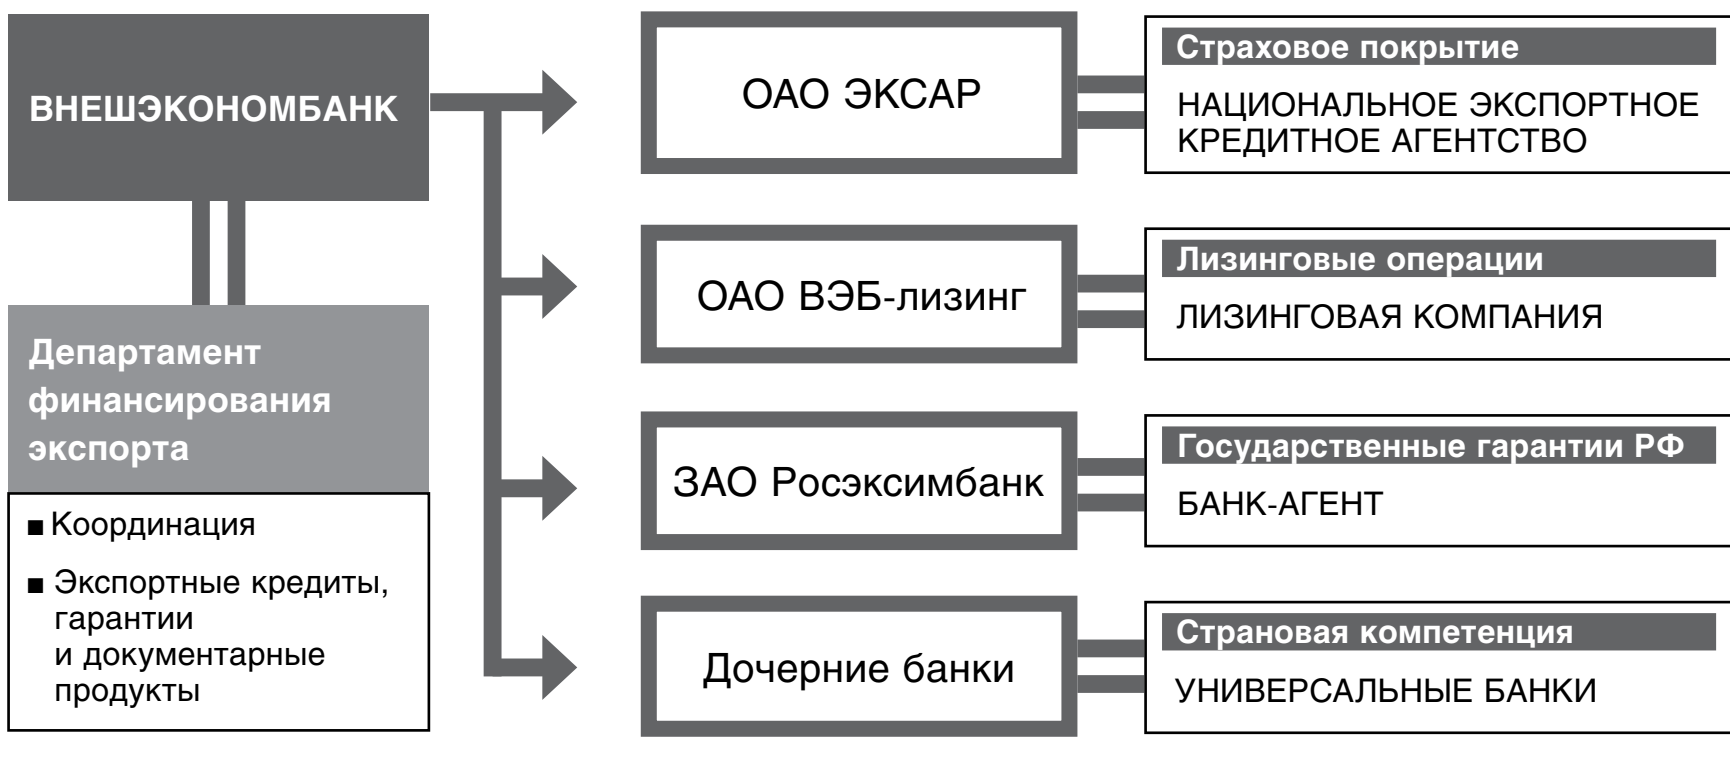 ВНЕШЭКОНОМБАНК
Департамент
финансирования
экспорта
■ Координация
■ Экспортные кредиты,
гарантии
и документарные
продукты
ОАО ЭКСАР
Страховое покрытие
НАЦИОНАЛЬНОЕ ЭКСПОРТНОЕ
КРЕДИТНОЕ АГЕНТСТВО
ОАО ВЭБ-лизинг
Лизинговые операции
ЛИЗИНГОВАЯ КОМПАНИЯ
ЗАО Росэксимбанк
Государственные гарантии РФ
БАНК-АГЕНТ
Дочерние банки
Страновая компетенция
УНИВЕРСАЛЬНЫЕ БАНКИ